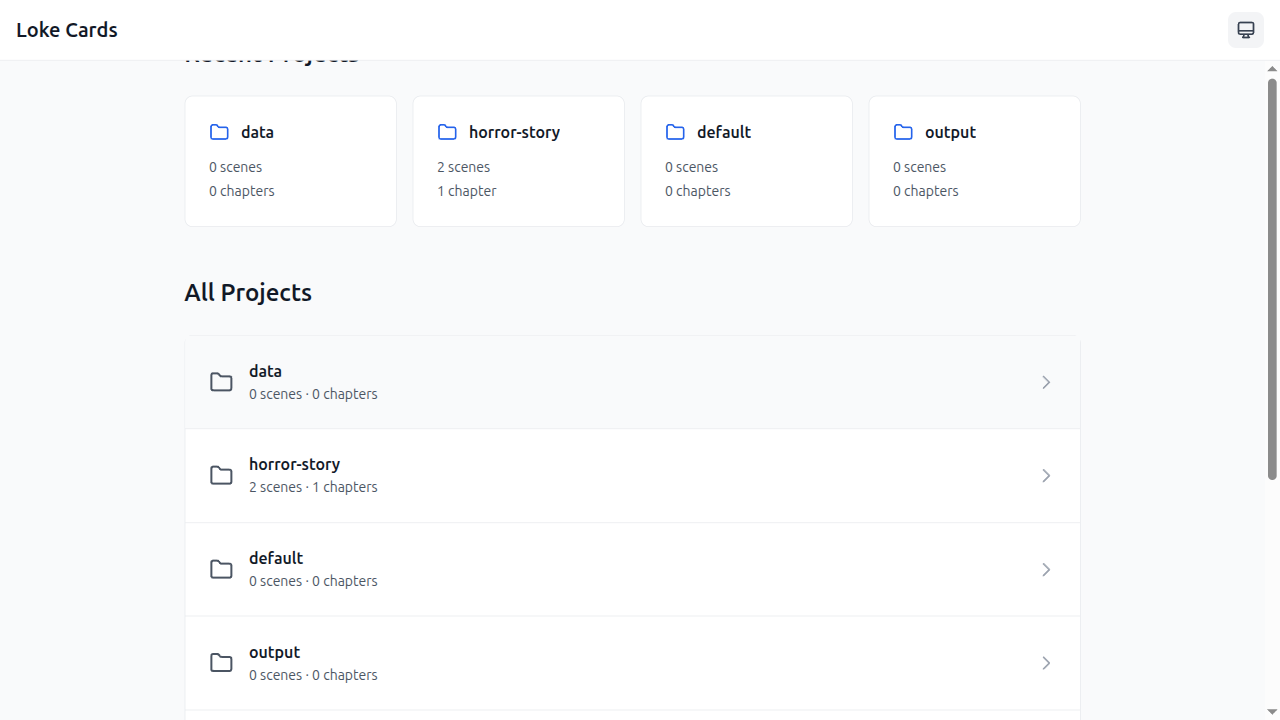 Loke Cards
Recent Projects
data
0 scenes
0 chapters
horror-story
2 scenes
1 chapter
default
0 scenes
0 chapters
output
0 scenes
0 chapters
All Projects
data
0 scenes · 0 chapters
horror-story
2 scenes · 1 chapters
default
0 scenes · 0 chapters
output
0 scenes · 0 chapters